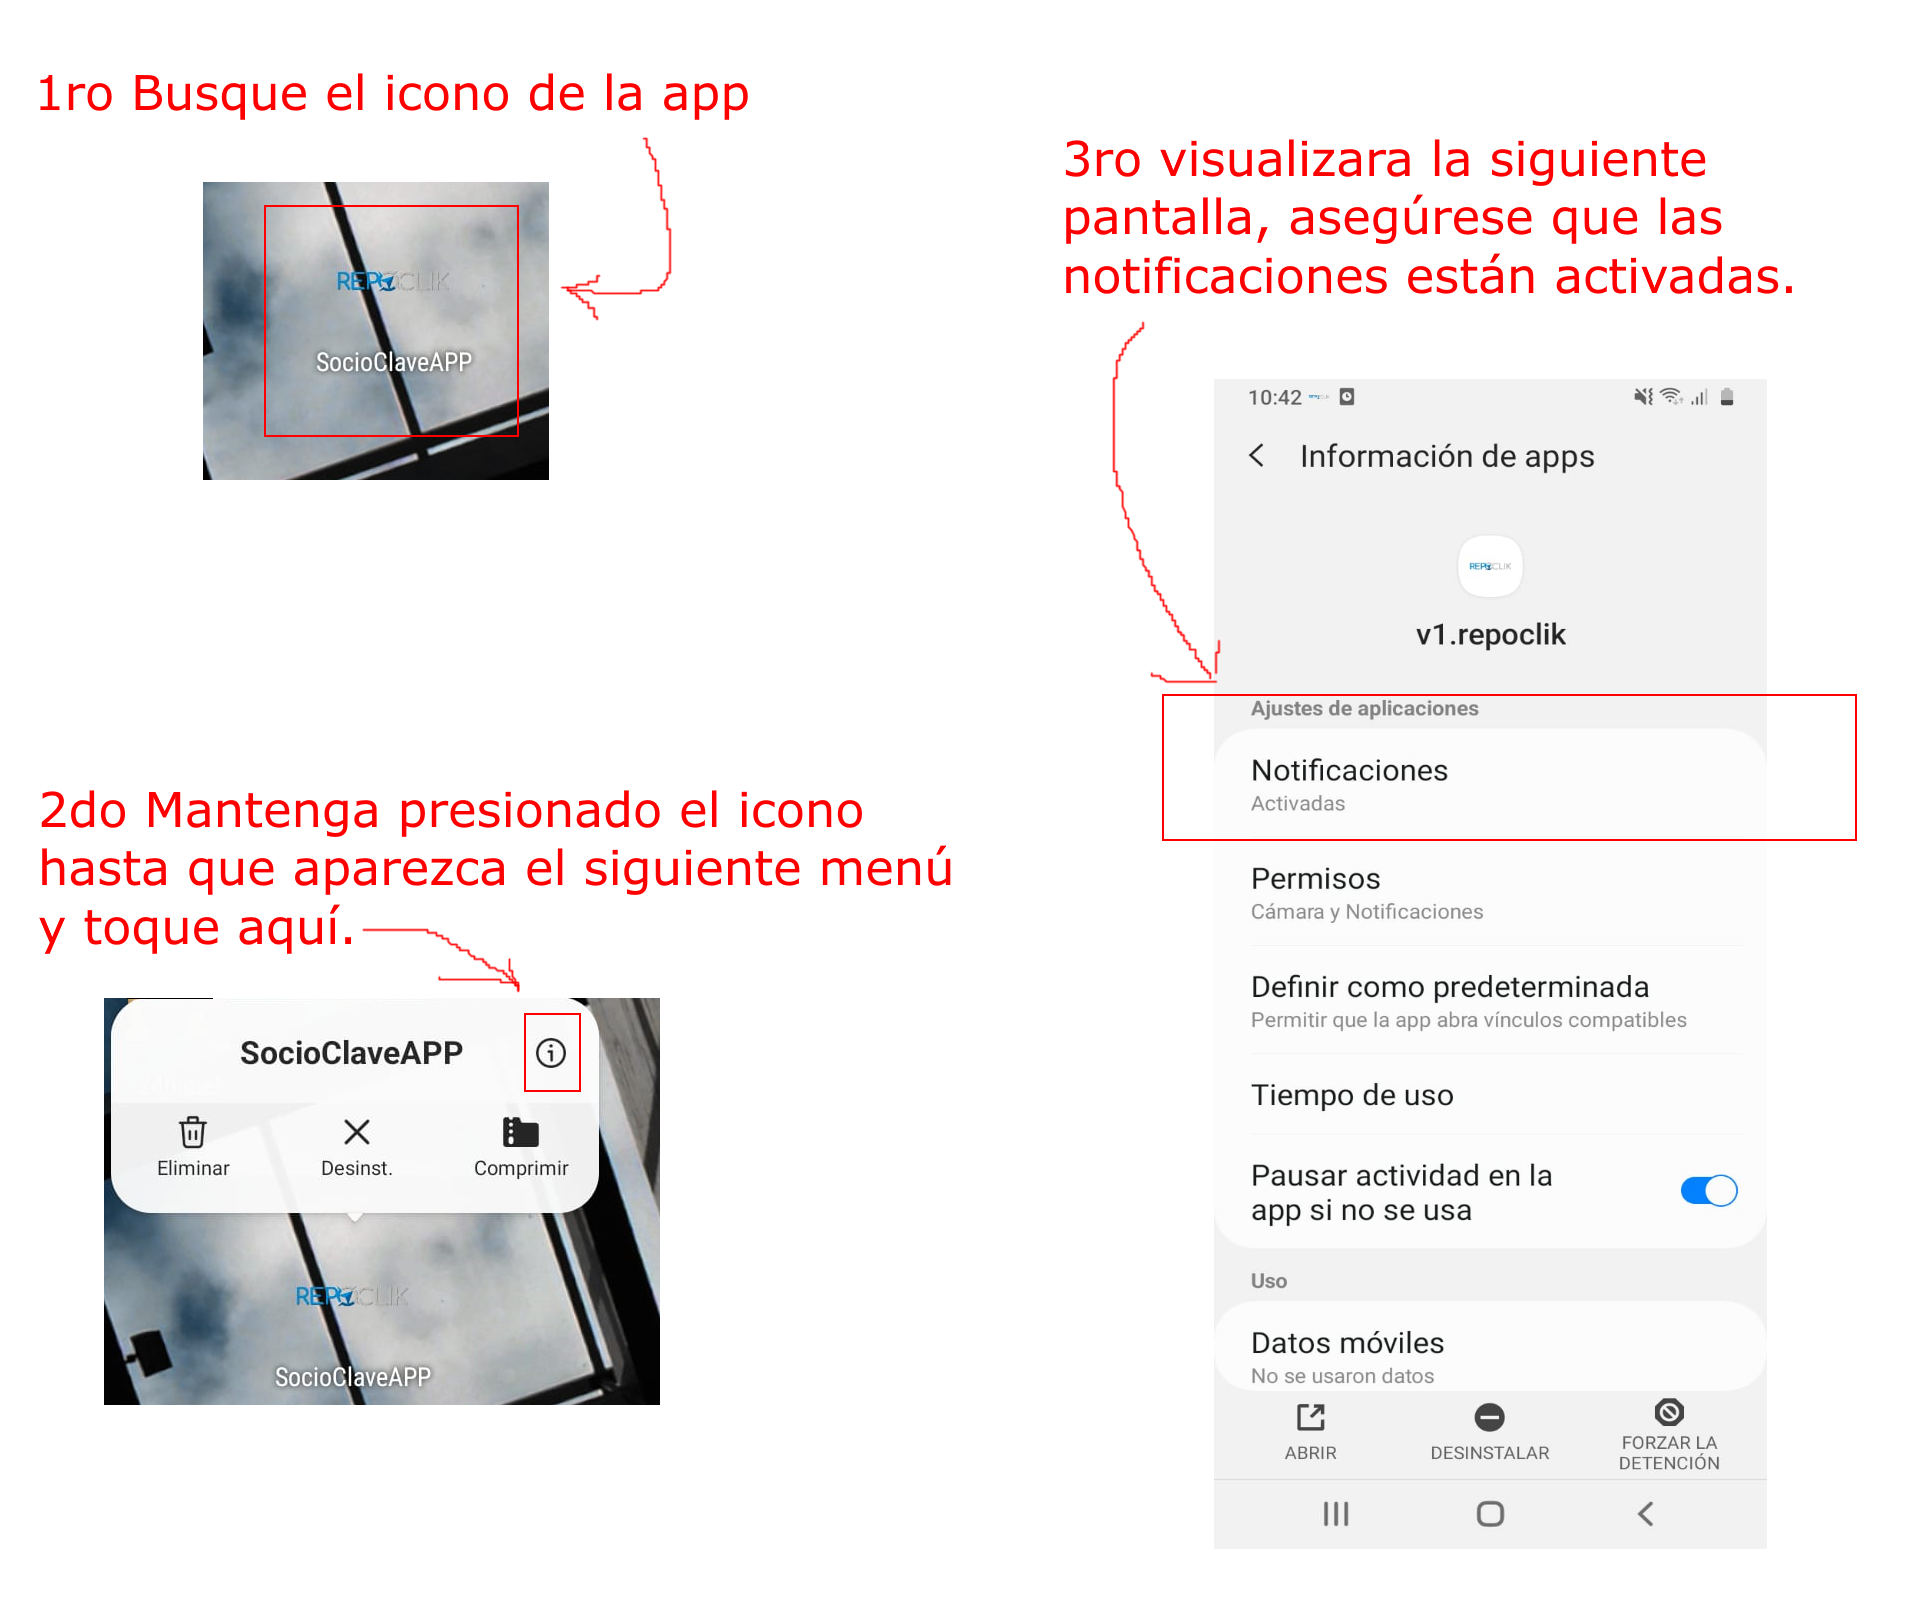 1ro Busque el icono de la app
REPOCLIK
SocioClaveAPP
2do Mantenga presionado el icono
hasta que aparezca el siguiente menú
y toque aquí.
SocioClaveAPP
Eliminar
Desinst.
Comprimir
REPOCLIK
SocioClaveAPP
3ro visualizara la siguiente
pantalla, asegúrese que las
notificaciones están activadas.
10:42
Información de apps
REPOCLIK
v1.repoclik
Ajustes de aplicaciones
Notificaciones
Activadas
Permisos
Cámara y Notificaciones
Definir como predeterminada
Permitir que la app abra vínculos compatibles
Tiempo de uso
Pausar actividad en la
app si no se usa
Uso
Datos móviles
No se usaron datos
ABRIR
DESINSTALAR
FORZAR LA
DETENCIÓN